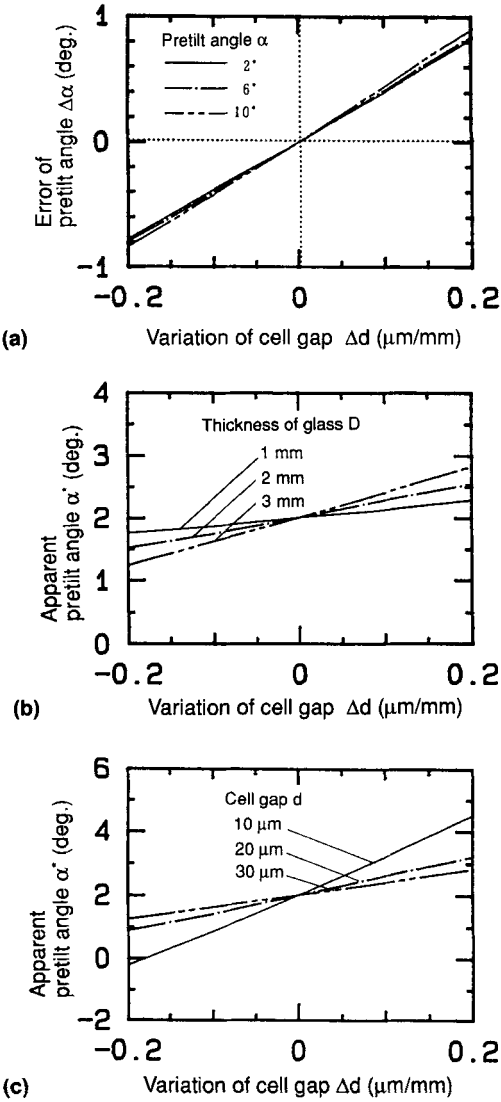 1
Pretilt angle α
2°
6°
10°
0
-1
Error of
pretilt angle Δα (deg.)
-0.2 0 0.2
(a) Variation of cell gap Δd (μm/mm)
4
Thickness of glass D
1 mm
2 mm
3 mm
3
2
1
0
Apparent
pretilt angle α* (deg.)
-0.2 0 0.2
(b) Variation of cell gap Δd (μm/mm)
6
Cell gap d
10 μm
20 μm
30 μm
4
2
0
-2
Apparent
pretilt angle α* (deg.)
-0.2 0 0.2
(c) Variation of cell gap Δd (μm/mm)